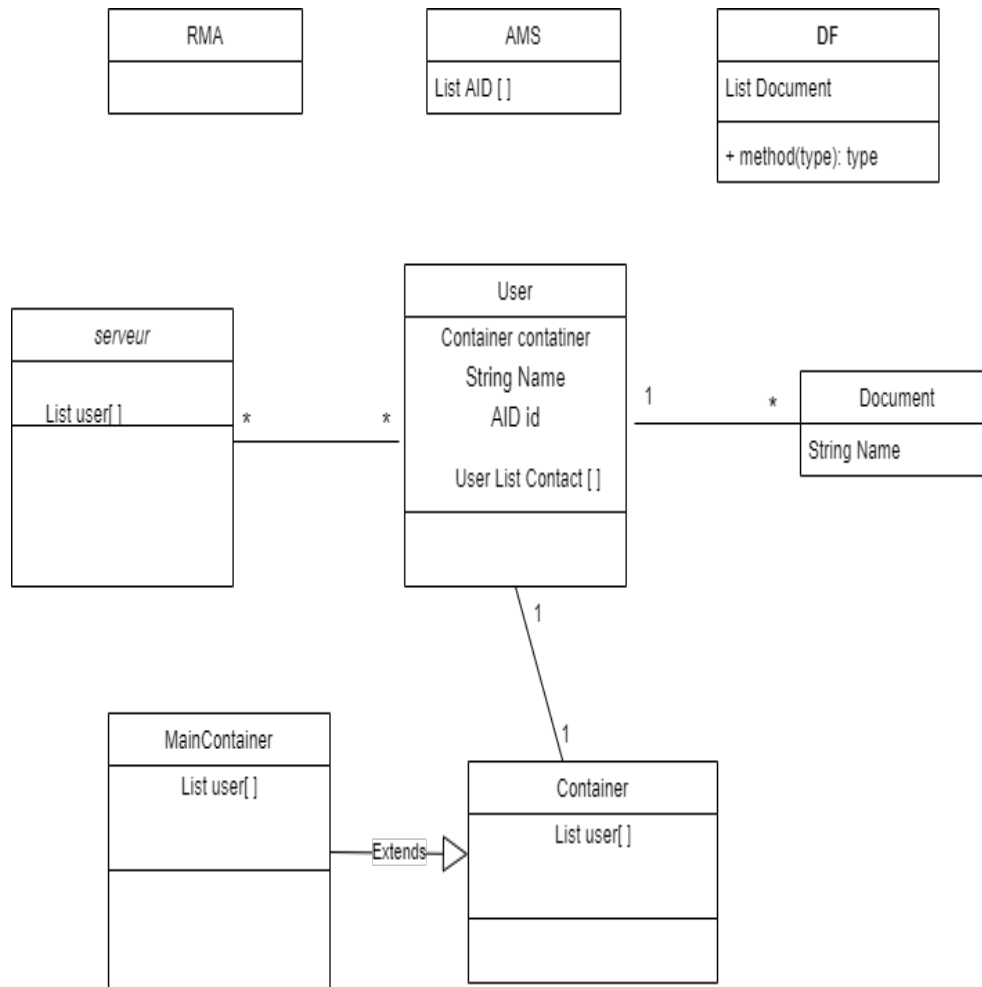 RMA
AMS
List AID [ ]
DF
List Document
+ method(type): type
serveur
List user[ ]
*
*
User
Container contatiner
String Name
AID id
User List Contact [ ]
1
*
Document
String Name
1
1
MainContainer
List user[ ]
Extends
Container
List user[ ]